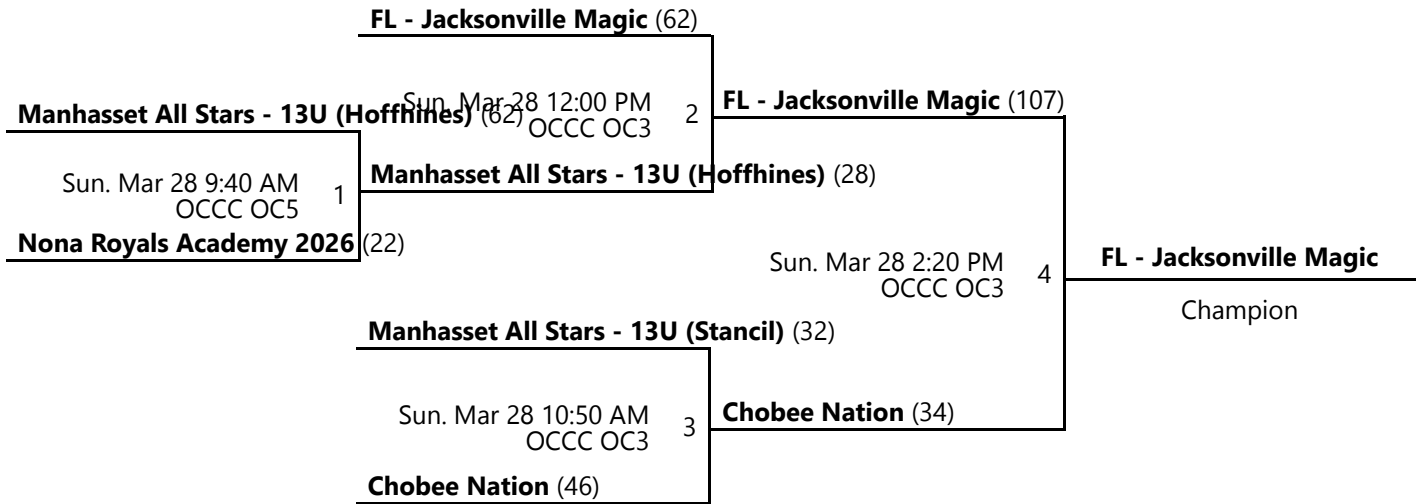 FL - Jacksonville Magic (62)
Sun. Mar 28 12:00 PM
OCCC OC3
2
FL - Jacksonville Magic (107)
Manhasset All Stars - 13U (Hoffhines) (62)
Sun. Mar 28 9:40 AM
OCCC OC5
1
Manhasset All Stars - 13U (Hoffhines) (28)
Nona Royals Academy 2026 (22)
Sun. Mar 28 2:20 PM
OCCC OC3
4
FL - Jacksonville Magic
Champion
Manhasset All Stars - 13U (Stancil) (32)
Sun. Mar 28 10:50 AM
OCCC OC3
3
Chobee Nation (34)
Chobee Nation (46)